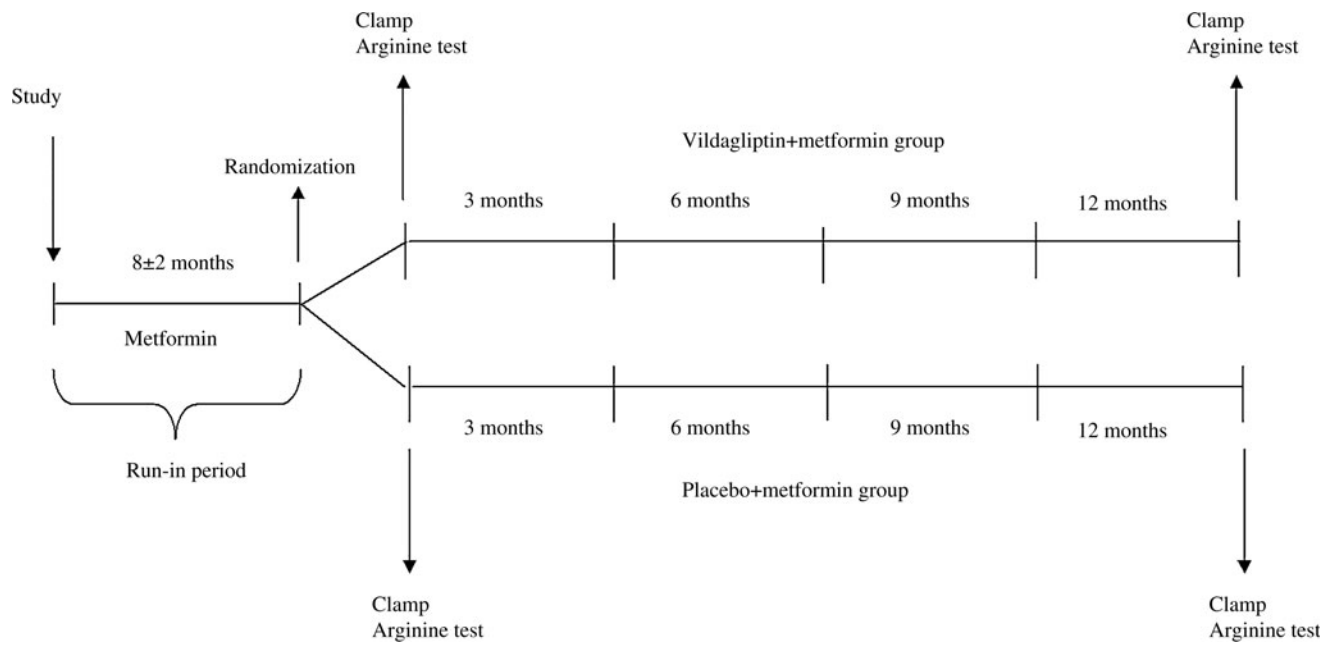 Clamp
Arginine test
Clamp
Arginine test
Study
Vildagliptin+metformin group
Randomization
3 months
6 months
9 months
12 months
8±2 months
Metformin
3 months
6 months
9 months
12 months
Run-in period
Placebo+metformin group
Clamp
Arginine test
Clamp
Arginine test